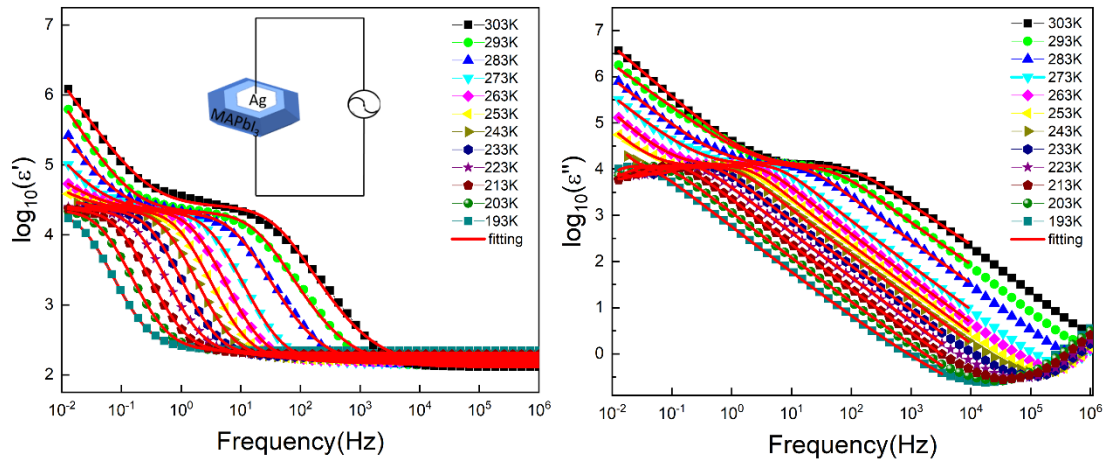 7
6
5
4
3
2
10⁻² 10⁻¹ 10⁰ 10¹ 10² 10³ 10⁴ 10⁵ 10⁶
log₁₀(ε')
Frequency(Hz)
Ag
MAPbI₃
303K
293K
283K
273K
263K
253K
243K
233K
223K
213K
203K
193K
fitting
7
6
5
4
3
2
1
0
10⁻² 10⁻¹ 10⁰ 10¹ 10² 10³ 10⁴ 10⁵ 10⁶
log₁₀(ε'')
Frequency(Hz)
303K
293K
283K
273K
263K
253K
243K
233K
223K
213K
203K
193K
fitting